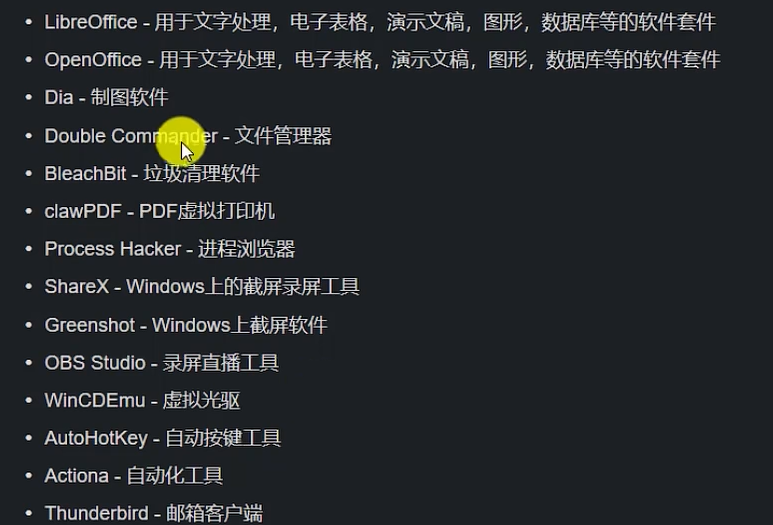 • LibreOffice - 用于文字处理，电子表格，演示文稿，图形，数据库等的软件套件
• OpenOffice - 用于文字处理，电子表格，演示文稿，图形，数据库等的软件套件
• Dia - 制图软件
• Double Commander - 文件管理器
• BleachBit - 垃圾清理软件
• clawPDF - PDF虚拟打印机
• Process Hacker - 进程浏览器
• ShareX - Windows上的截屏录屏工具
• Greenshot - Windows上截屏软件
• OBS Studio - 录屏直播工具
• WinCDEmu - 虚拟光驱
• AutoHotKey - 自动按键工具
• Actiona - 自动化工具
• Thunderbird - 邮箱客户端